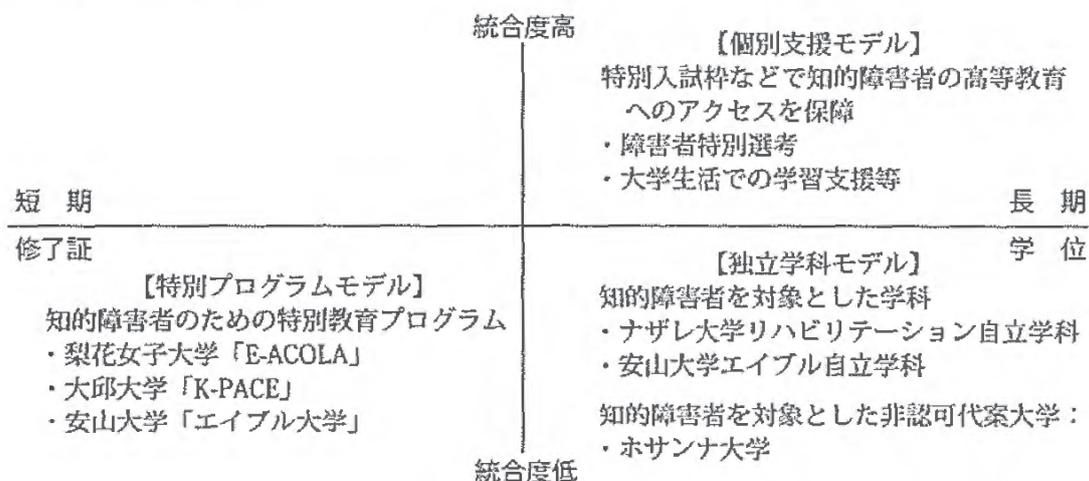 統合度高
【個別支援モデル】
特別入試枠などで知的障害者の高等教育
へのアクセスを保障
・障害者特別選考
・大学生活での学習支援等
短　期
長　期
修了証
学　位
【特別プログラムモデル】
知的障害者のための特別教育プログラム
・梨花女子大学「E-ACOLA」
・大邱大学「K-PACE」
・安山大学「エイブル大学」
【独立学科モデル】
知的障害者を対象とした学科
・ナザレ大学リハビリテーション自立学科
・安山大学エイブル自立学科
知的障害者を対象とした非認可代案大学：
・ホサンナ大学
統合度低